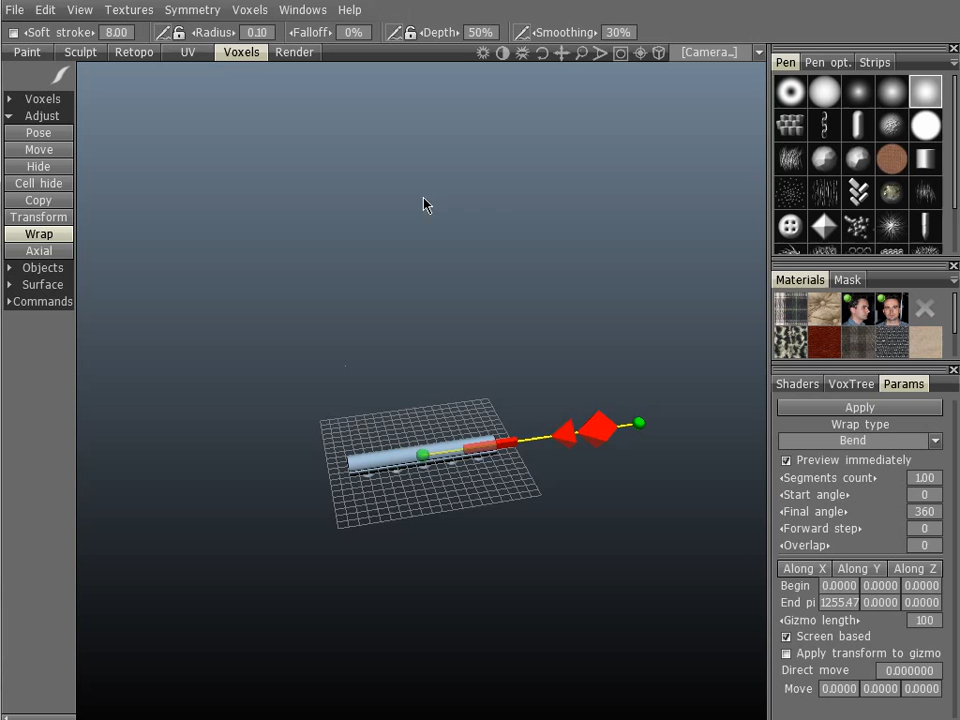 File Edit View Textures Symmetry Voxels Windows Help
Soft stroke 8.00 Radius 0.10 Falloff 0% Depth 50% Smoothing 30%
Paint Sculpt Retopo UV Voxels Render [Camera_]
Voxels
Adjust
Pose
Move
Hide
Cell hide
Copy
Transform
Wrap
Axial
Objects
Surface
Commands
Pen Pen opt. Strips
Materials Mask
Shaders VoxTree Params
Apply
Wrap type
Bend
Preview immediately
Segments count 1.00
Start angle 0
Final angle 360
Forward step 0
Overlap 0
Along X Along Y Along Z
Begin 0.0000 0.0000 0.0000
End pi 1255.47 0.0000 0.0000
Gizmo length 100
Screen based
Apply transform to gizmo
Direct move 0.000000
Move 0.0000 0.0000 0.0000